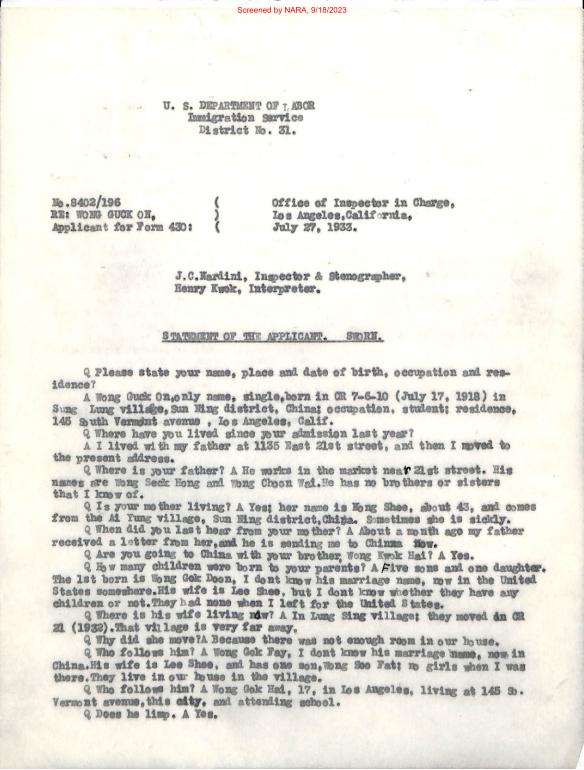 Screened by NARA, 9/18/2023
U. S. DEPARTMENT OF LABOR
Immigration Service
District No. 31.
No.8402/196 ( Office of Inspector in Charge,
RE: WONG GUCK ON, ) Los Angeles,California,
Applicant for Form 430: ( July 27, 1933.
J.C.Nardini, Inspector & Stenographer,
Henry Kwok, Interpreter.
STATEMENT OF THE APPLICANT. SWORN.
Q Please state your name, place and date of birth, occupation and res-
idence?
A Wong Guck On,only name, single,born in CR 7-6-10 (July 17, 1918) in
Sung Lung village,Sun Ning district, China; occupation, student; residence,
145 South Vermont avenue , Los Angeles, Calif.
Q Where have you lived since your admission last year?
A I lived with my father at 1135 East 21st street, and then I moved to
the present address.
Q Where is your father? A He works in the market near 21st street. His
names are Wong Seck Hong and Wong Choon Wai.He has no brothers or sisters
that I know of.
Q Is your mother living? A Yes; her name is Hong Shee, about 43, and comes
from the Ai Yung village, Sun Ning district,China. Sometimes she is sickly.
Q When did you last hear from your mother? A About a month ago my father
received a letter from her,and he is sending me to Chinna now.
Q Are you going to China with your brother, Wong Kwok Hai? A Yes.
Q How many children were born to your parents? A Five sons and one daughter.
The 1st born is Wong Gok Doon, I dont know his marriage name, now in the United
States somewhere.His wife is Lee Shee, but I dont know whether they have any
children or not.They had none when I left for the United States.
Q Where is his wife living now? A In Lung Sing village; they moved in CR
21 (1932).That village is very far away.
Q Why did she move?A Because there was not enough room in our house.
Q Who follows him? A Wong Gok Fay, I dont know his marriage name, now in
China.His wife is Lee Shee, and has one son,Wong Soo Fat; no girls when I was
there.They live in our house in the village.
Q Who follows him? A Wong Gok Hai, 17, in Los Angeles, living at 145 So.
Vermont avenue,this city, and attending school.
Q Does he limp. A Yes.